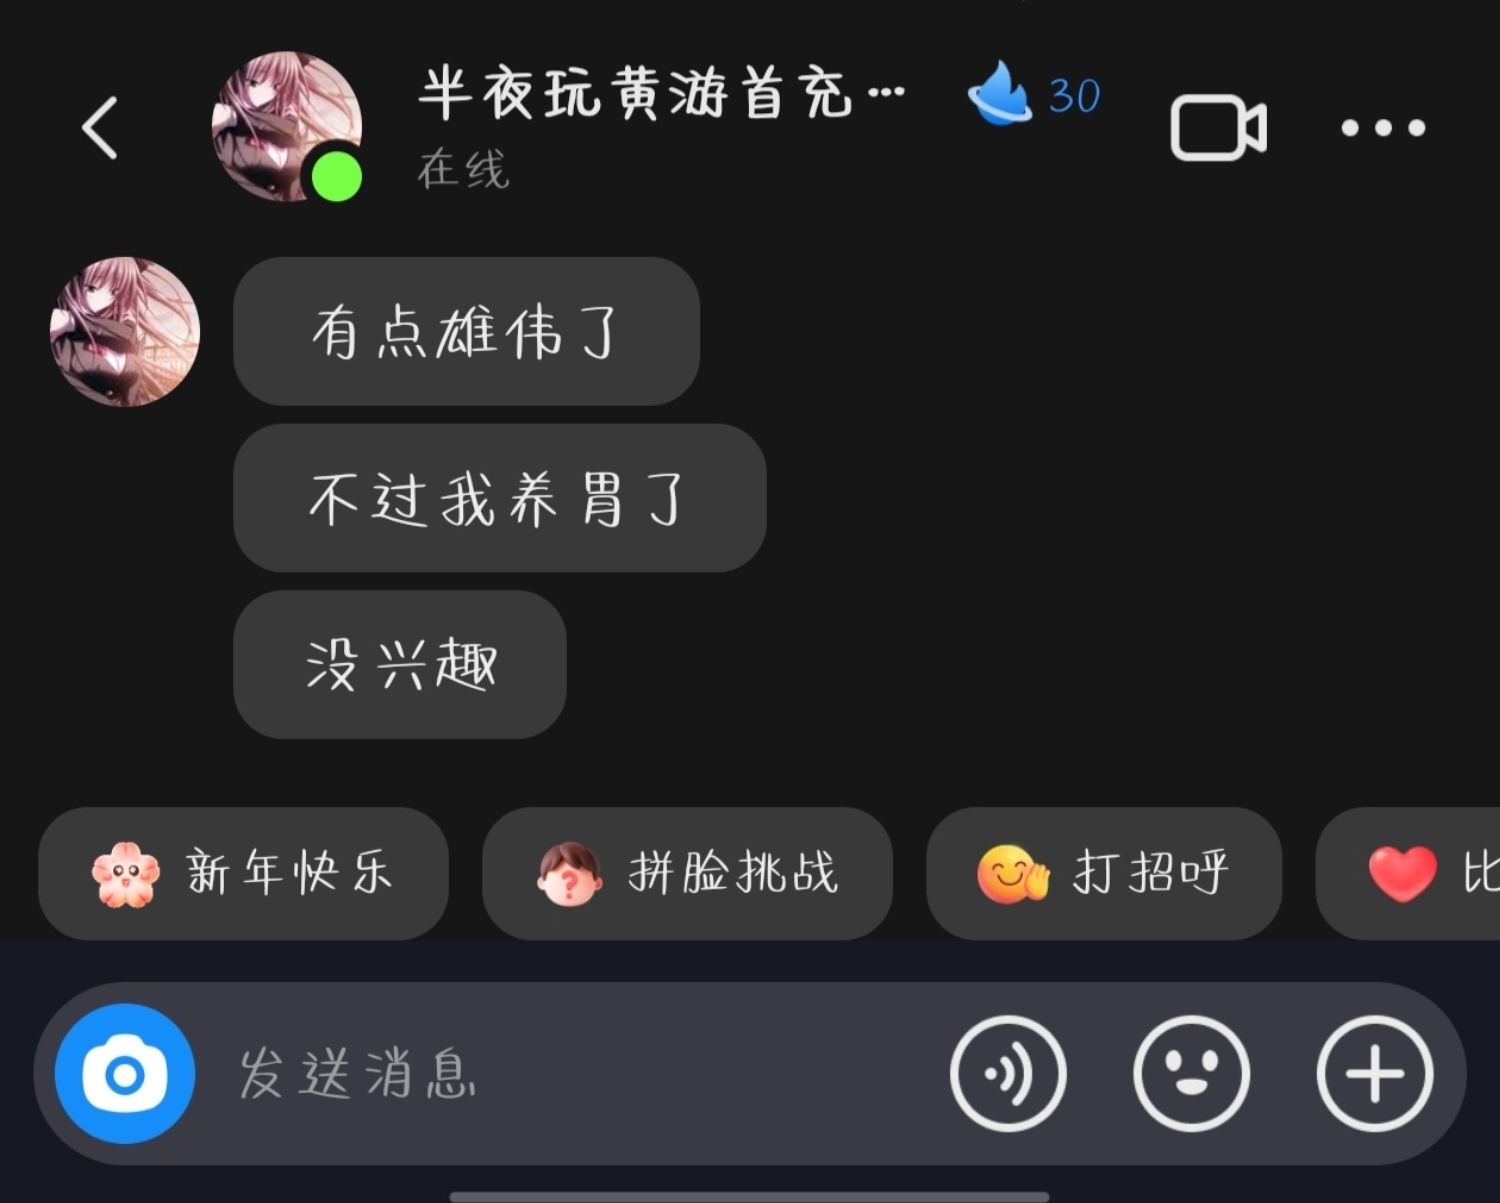 半夜玩黄游首充… 30
在线
有点雄伟了
不过我养胃了
没兴趣
新年快乐 拼脸挑战 打招呼 比
发送消息